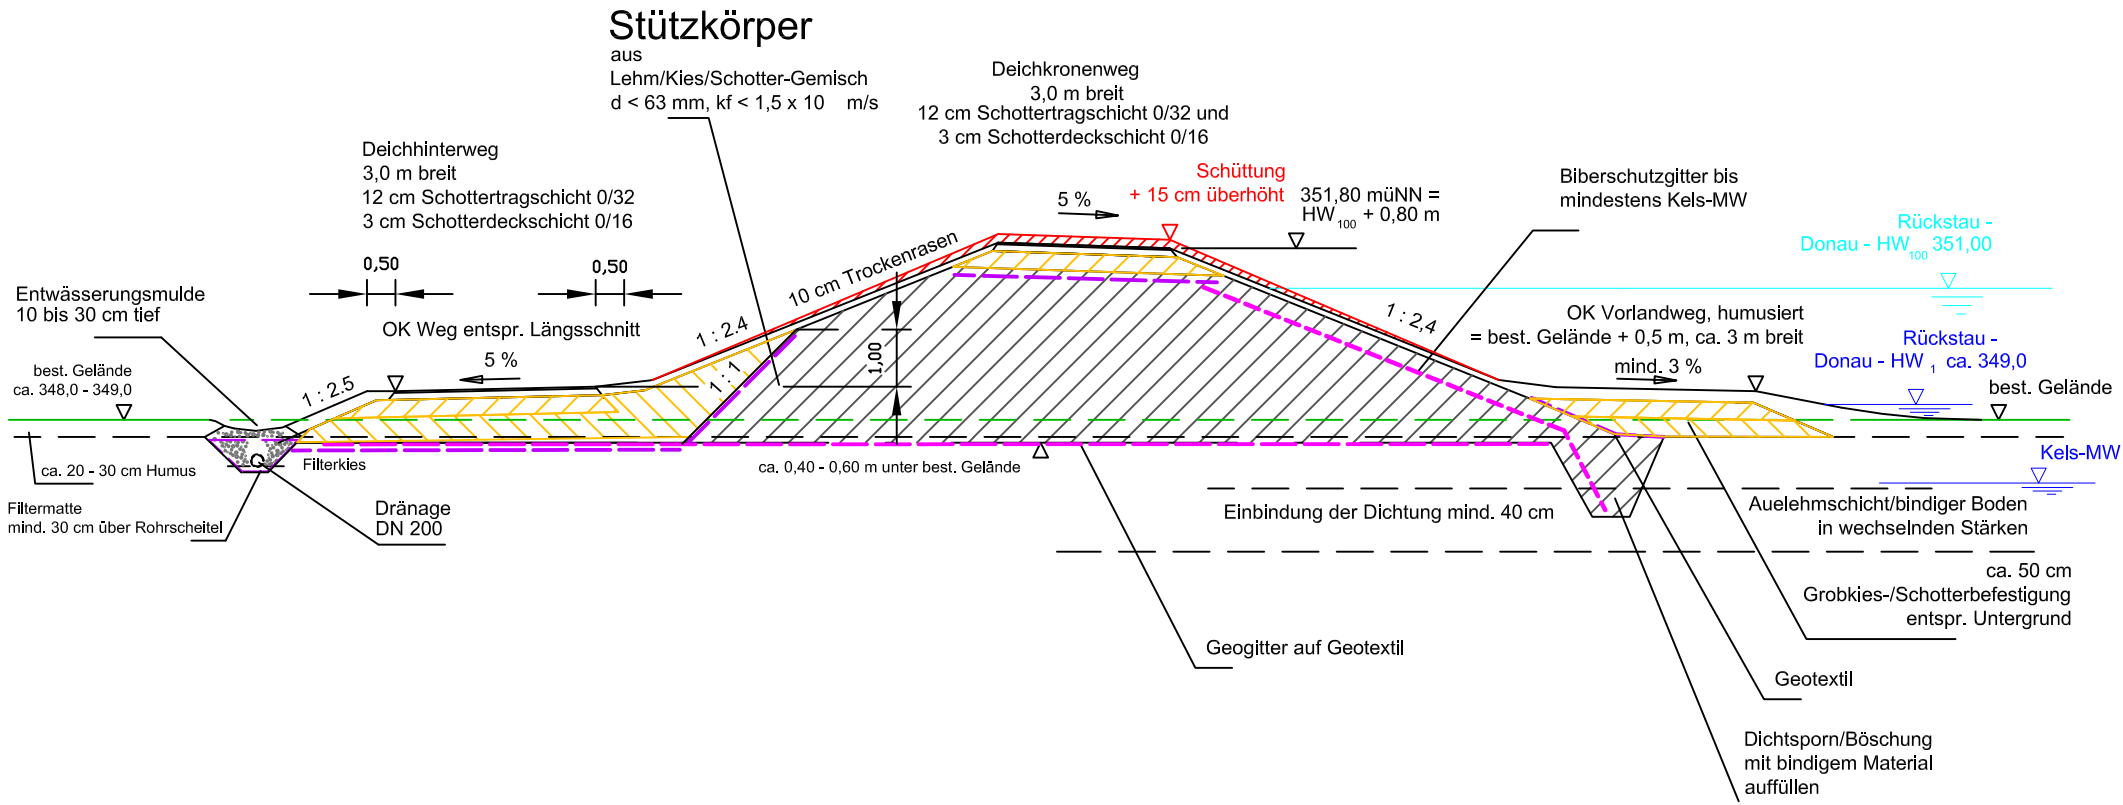 Stützkörper
aus
Lehm/Kies/Schotter-Gemisch
d < 63 mm, kf < 1,5 x 10 m/s
Deichkronenweg
3,0 m breit
12 cm Schottertragschicht 0/32 und
3 cm Schotterdeckschicht 0/16
Deichhinterweg
3,0 m breit
12 cm Schottertragschicht 0/32
3 cm Schotterdeckschicht 0/16
Schüttung
+ 15 cm überhöht
351,80 müNN =
HW100 + 0,80 m
5 %
Biberschutzgitter bis
mindestens Kels-MW
Rückstau -
Donau - HW100 351,00
0,50
0,50
10 cm Trockenrasen
Entwässerungsmulde
10 bis 30 cm tief
OK Weg entspr. Längsschnitt
5 %
1 : 2.4
1 : 2,4
OK Vorlandweg, humusiert
= best. Gelände + 0,5 m, ca. 3 m breit
mind. 3 %
Rückstau -
Donau - HW1 ca. 349,0
best. Gelände
ca. 348,0 - 349,0
1 : 2.5
1 : 1
1,00
best. Gelände
Kels-MW
ca. 20 - 30 cm Humus
Filterkies
ca. 0,40 - 0,60 m unter best. Gelände
Filtermatte
mind. 30 cm über Rohrscheitel
Dränage
DN 200
Einbindung der Dichtung mind. 40 cm
Auelehmschicht/bindiger Boden
in wechselnden Stärken
ca. 50 cm
Grobkies-/Schotterbefestigung
entspr. Untergrund
Geogitter auf Geotextil
Geotextil
Dichtsporn/Böschung
mit bindigem Material
auffüllen